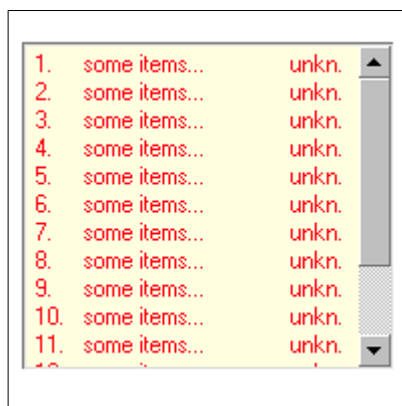 1. some items... unkn.
2. some items... unkn.
3. some items... unkn.
4. some items... unkn.
5. some items... unkn.
6. some items... unkn.
7. some items... unkn.
8. some items... unkn.
9. some items... unkn.
10. some items... unkn.
11. some items... unkn.